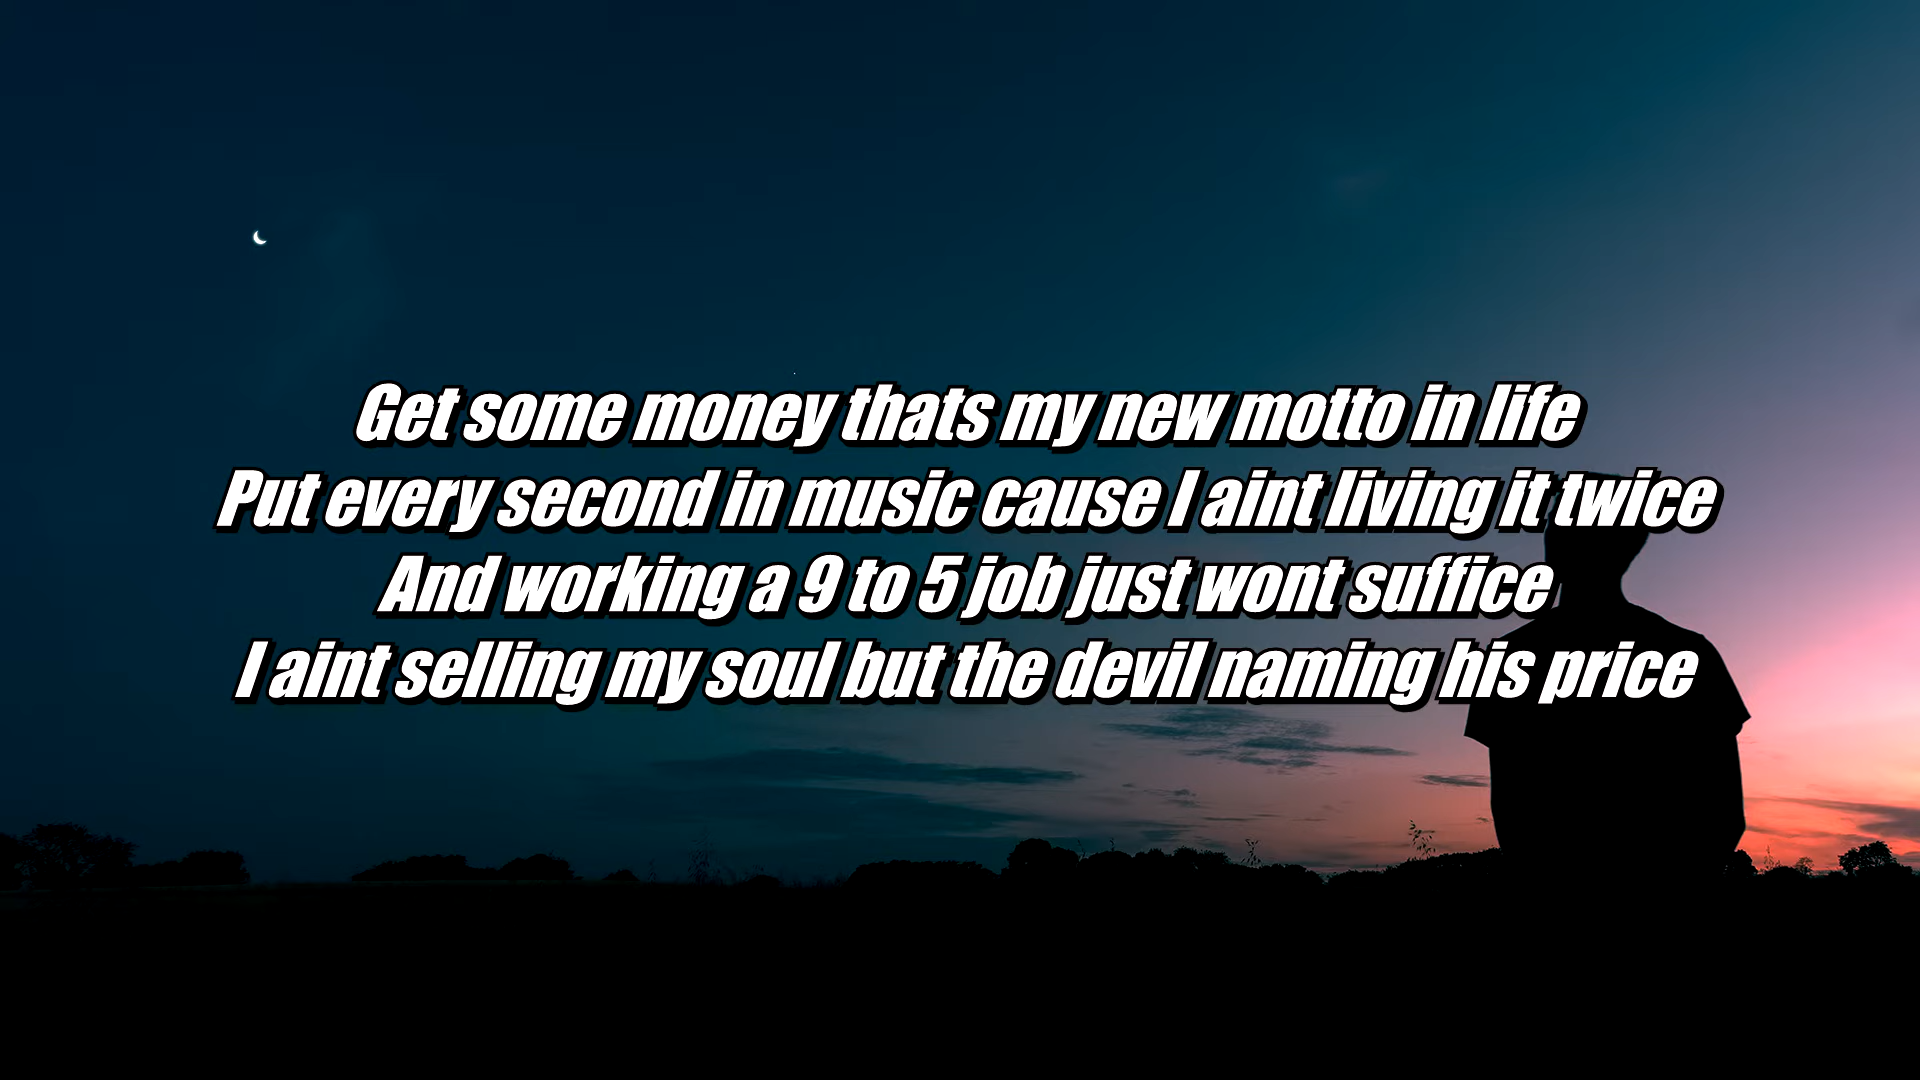 Get some money thats my new motto in life
Put every second in music cause I aint living it twice
And working a 9 to 5 job just wont suffice
I aint selling my soul but the devil naming his price